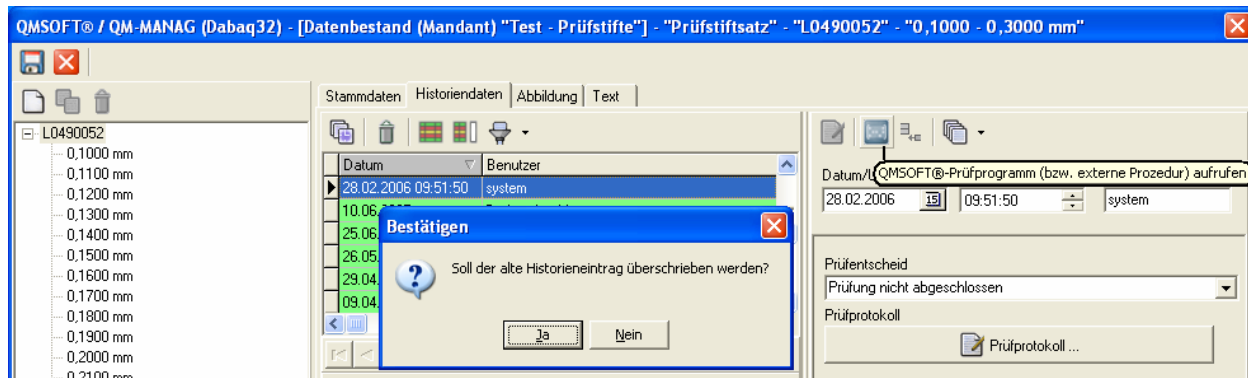 QMSOFT® / QM-MANAG (Dabaq32) - [Datenbestand (Mandant) "Test - Prüfstifte"] - "Prüfstiftsatz" - "L0490052" - "0,1000 - 0,3000 mm"
Stammdaten Historiendaten Abbildung Text
L0490052
0,1000 mm
0,1100 mm
0,1200 mm
0,1300 mm
0,1400 mm
0,1500 mm
0,1600 mm
0,1700 mm
0,1800 mm
0,1900 mm
0,2000 mm
0,2100 mm
Datum Benutzer
28.02.2006 09:51:50 system
10.06.
25.06.
26.05.
29.04.
09.04.
Bestätigen
Soll der alte Historieneintrag überschrieben werden?
Ja Nein
QMSOFT®-Prüfprogramm (bzw. externe Prozedur) aufrufen
Datum/
28.02.2006 15 09:51:50 system
Prüfentscheid
Prüfung nicht abgeschlossen
Prüfprotokoll
Prüfprotokoll ...